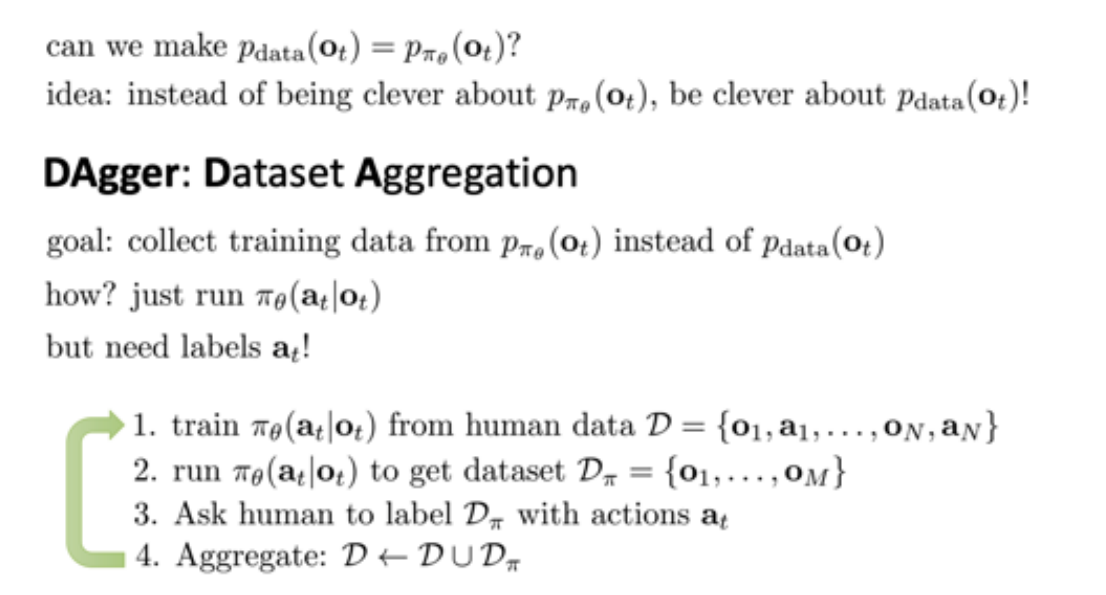 can we make p_data(o_t) = p_πθ(o_t)?
idea: instead of being clever about p_πθ(o_t), be clever about p_data(o_t)!
DAgger: Dataset Aggregation
goal: collect training data from p_πθ(o_t) instead of p_data(o_t)
how? just run π_θ(a_t|o_t)
but need labels a_t!
1. train π_θ(a_t|o_t) from human data 𝒟 = {o_1, a_1, . . . , o_N, a_N}
2. run π_θ(a_t|o_t) to get dataset 𝒟_π = {o_1, . . . , o_M}
3. Ask human to label 𝒟_π with actions a_t
4. Aggregate: 𝒟 ← 𝒟 ∪ 𝒟_π